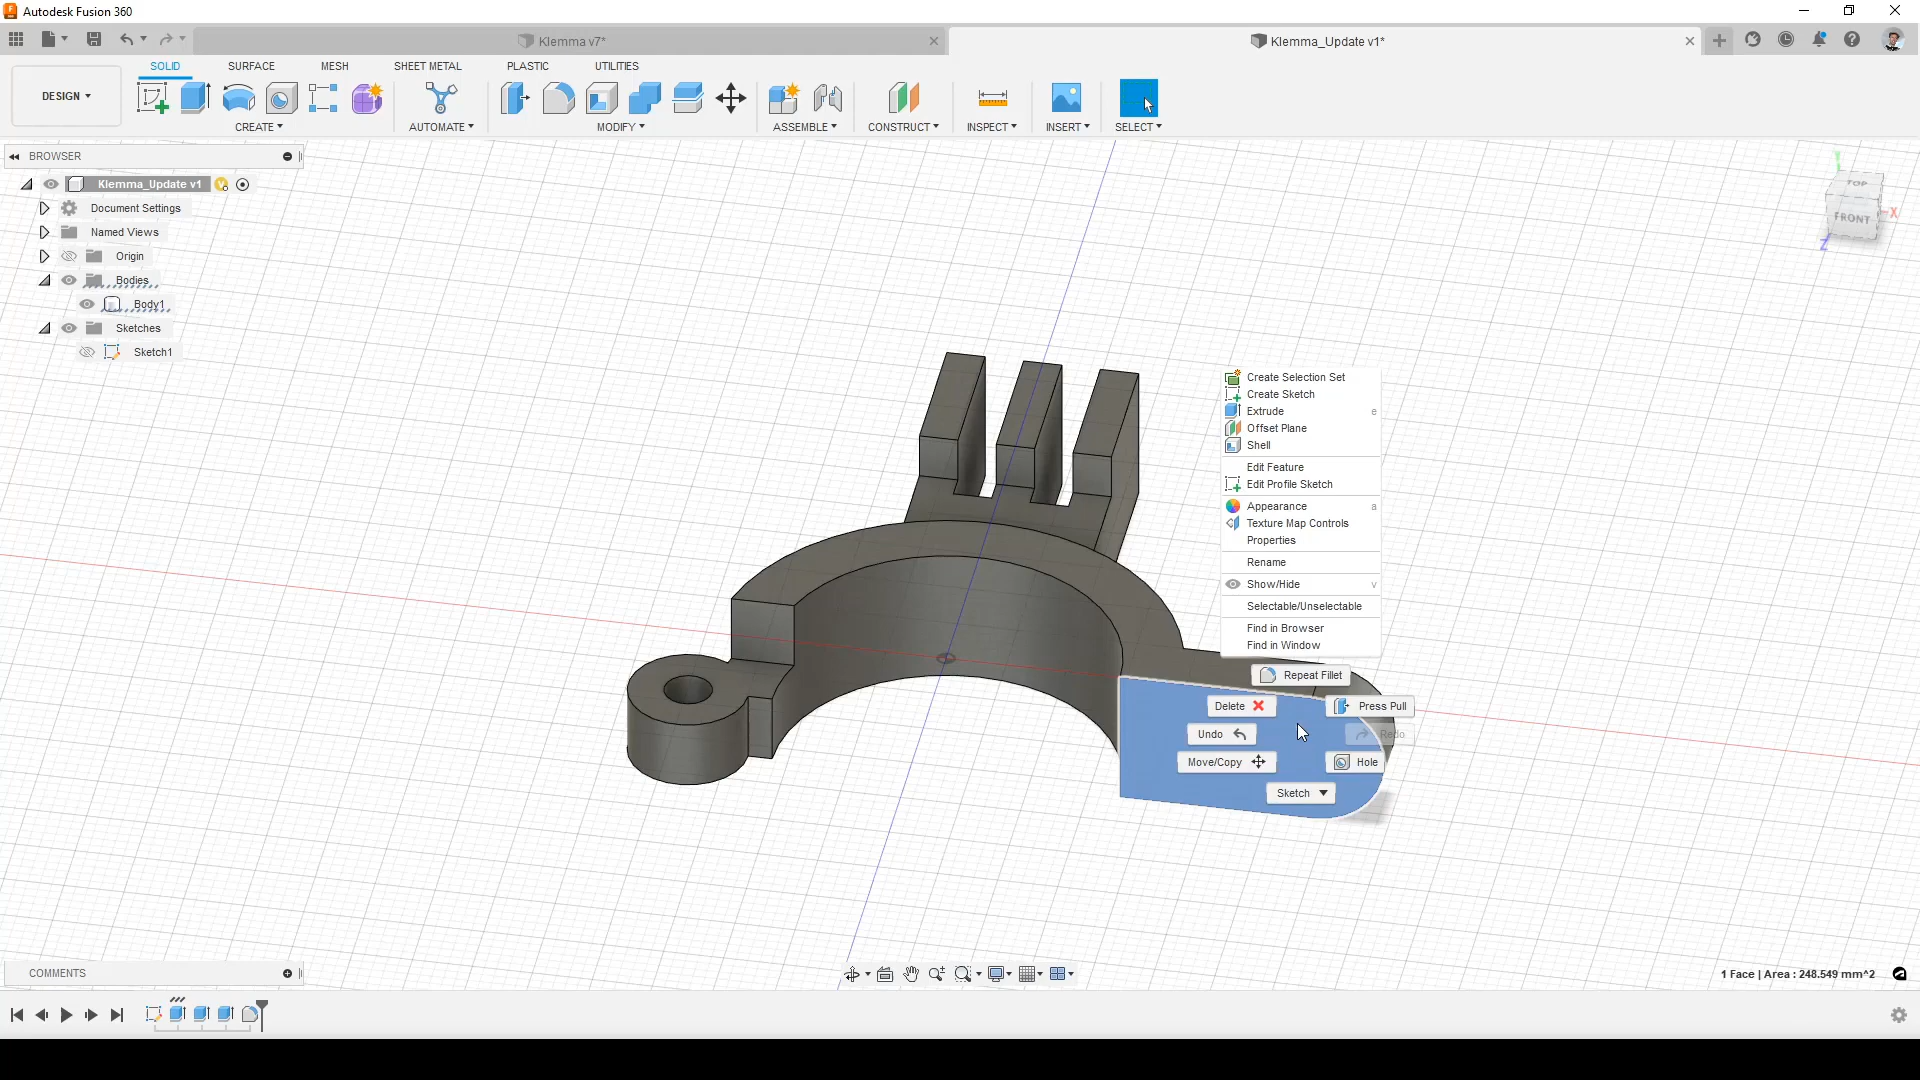 Autodesk Fusion 360
Klemma v7*
Klemma_Update v1*
DESIGN
SOLID
SURFACE
MESH
SHEET METAL
PLASTIC
UTILITIES
CREATE
AUTOMATE
MODIFY
ASSEMBLE
CONSTRUCT
INSPECT
INSERT
SELECT
BROWSER
Klemma_Update v1
Document Settings
Named Views
Origin
Bodies
Body1
Sketches
Sketch1
Y
TOP
FRONT
X
Z
Create Selection Set
Create Sketch
Extrude e
Offset Plane
Shell
Edit Feature
Edit Profile Sketch
Appearance a
Texture Map Controls
Properties
Rename
Show/Hide v
Selectable/Unselectable
Find in Browser
Find in Window
Repeat Fillet
Delete
Press Pull
Undo
Redo
Move/Copy
Hole
Sketch
COMMENTS
1 Face | Area : 248.549 mm^2